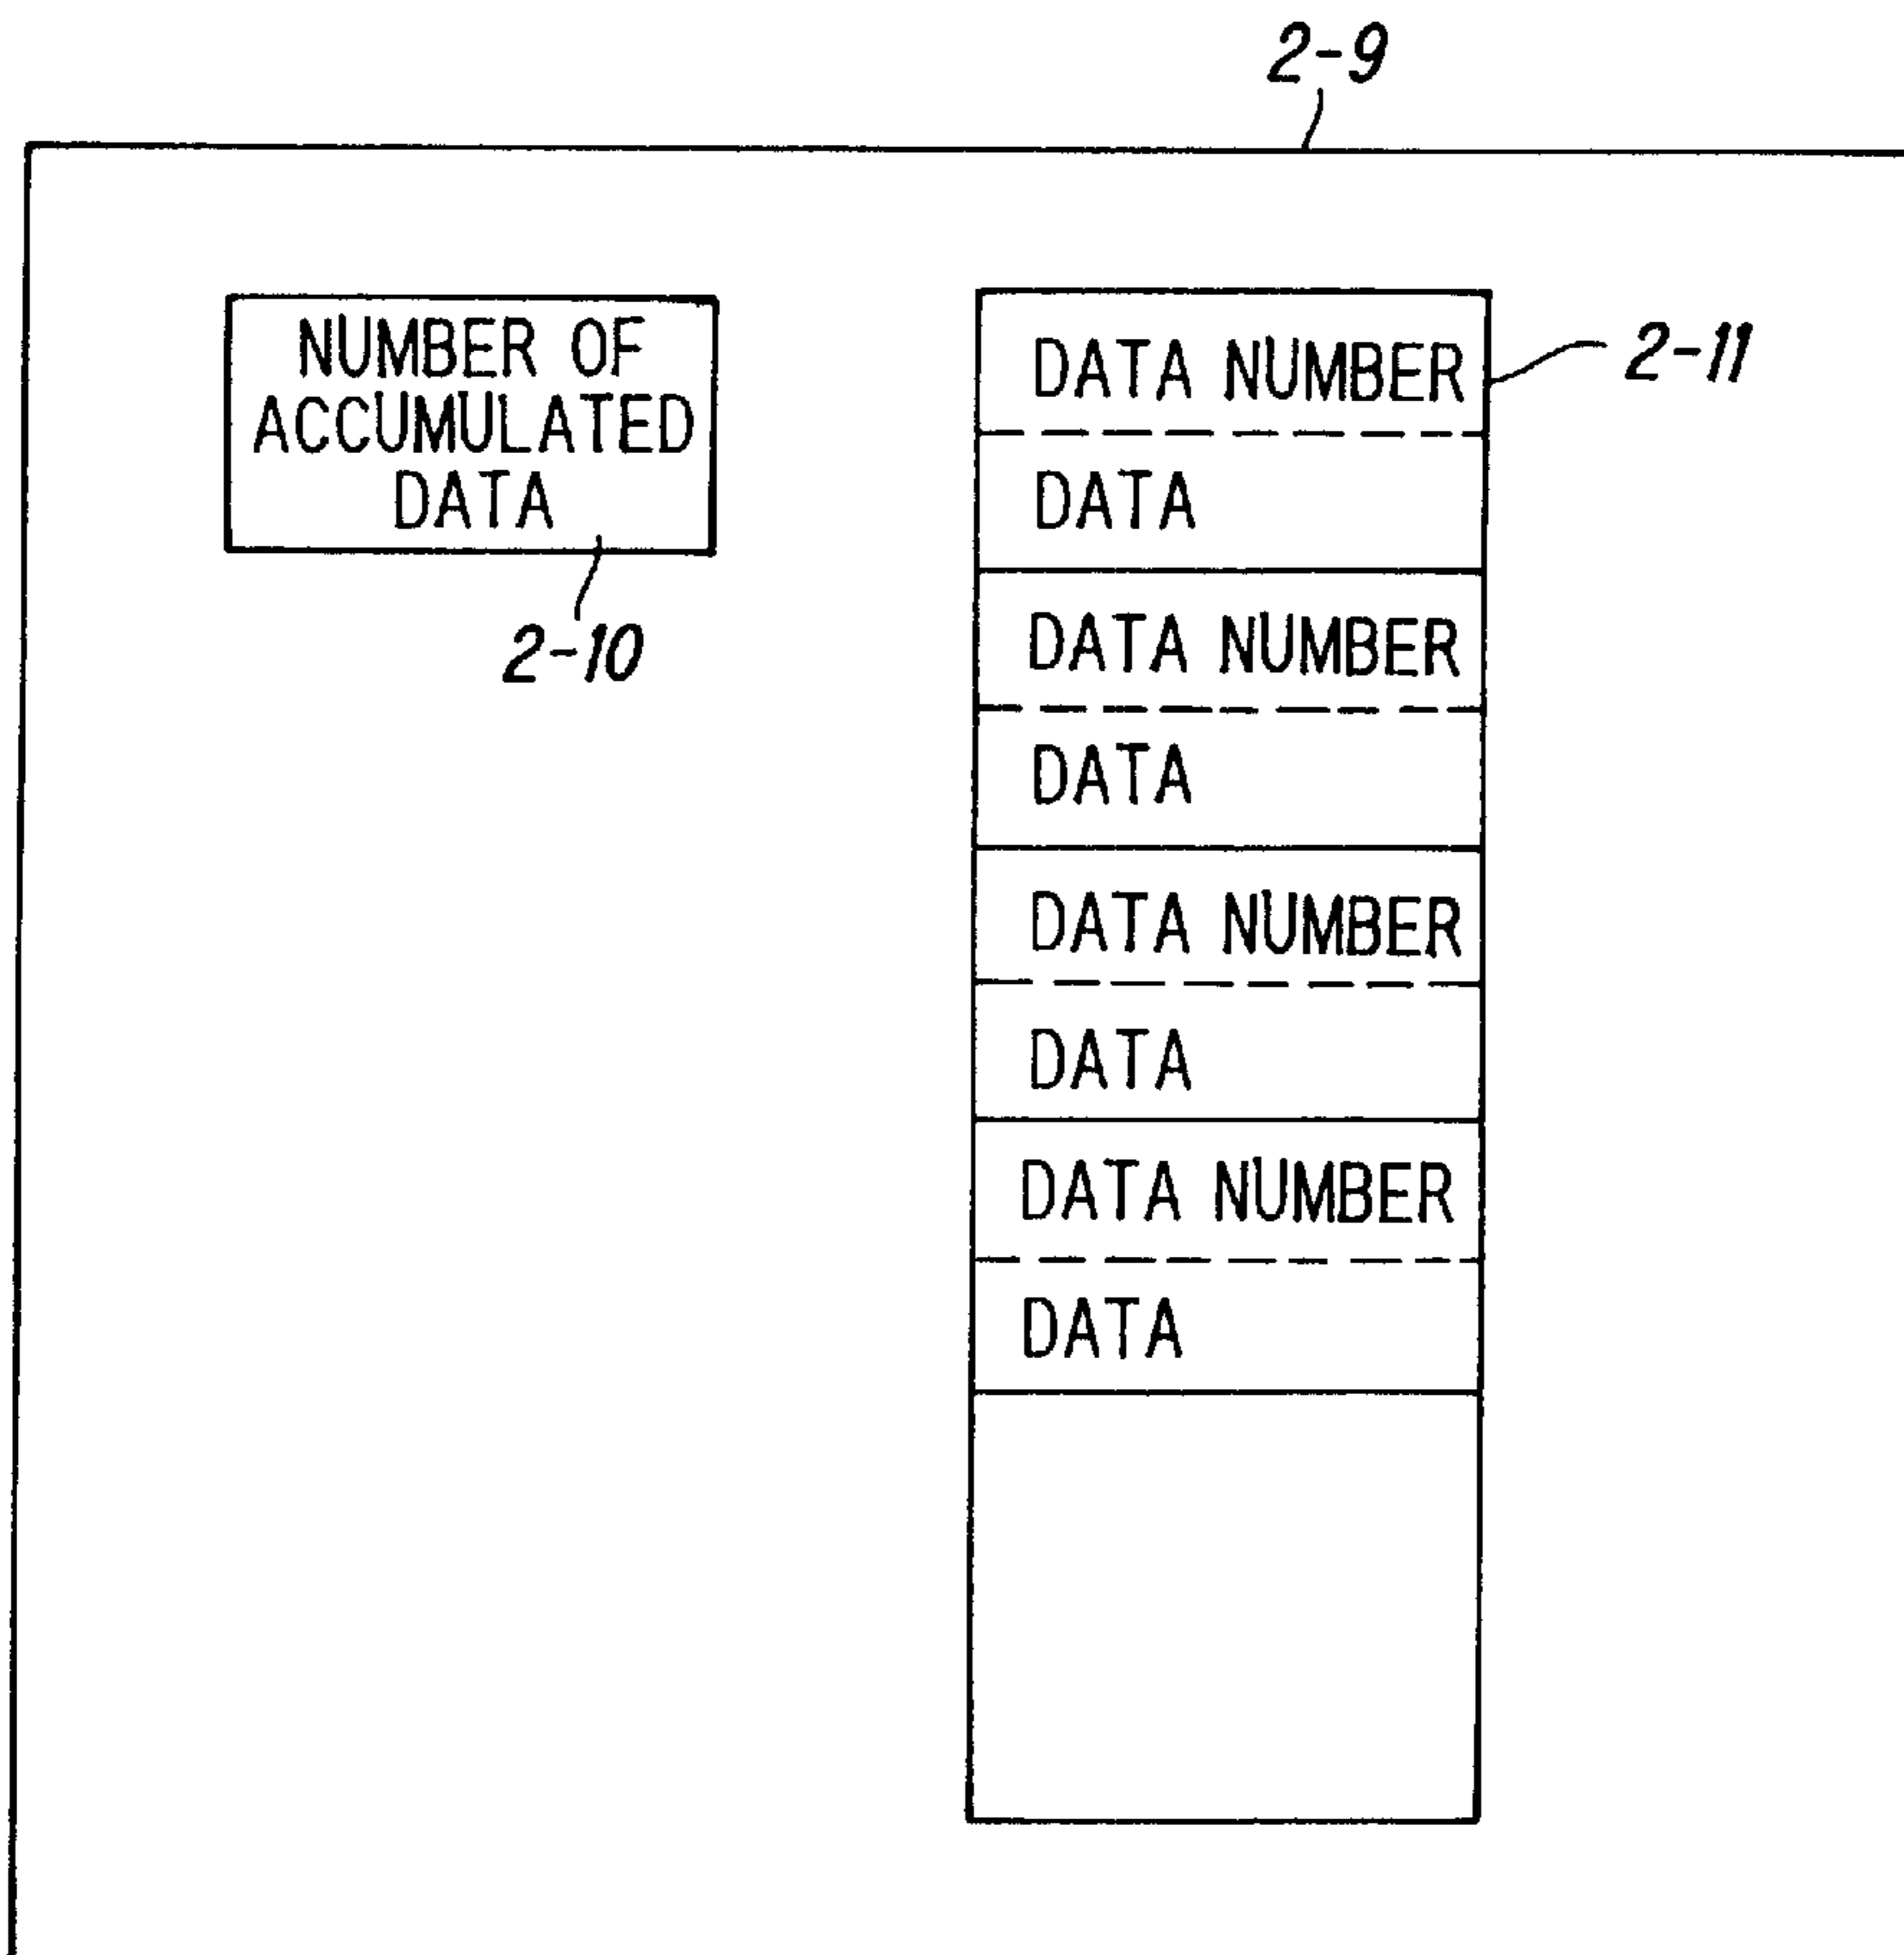 2-9
NUMBER OF
ACCUMULATED
DATA
2-10
DATA NUMBER
2-11
DATA
DATA NUMBER
DATA
DATA NUMBER
DATA
DATA NUMBER
DATA